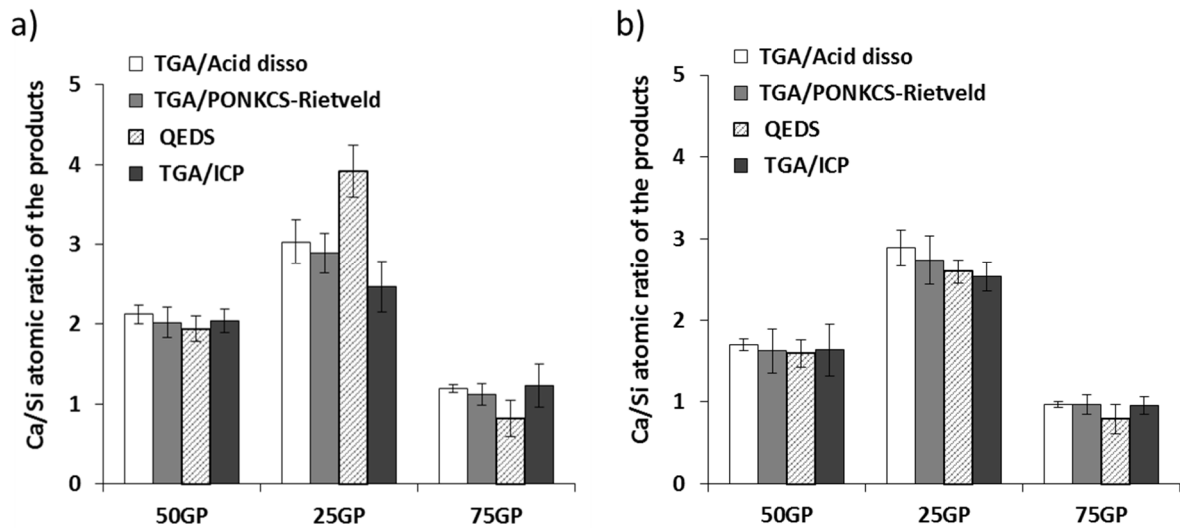 a)
TGA/Acid disso
TGA/PONKCS-Rietveld
QEDS
TGA/ICP
Ca/Si atomic ratio of the products
5
4
3
2
1
0
50GP 25GP 75GP
b)
TGA/Acid disso
TGA/PONKCS-Rietveld
QEDS
TGA/ICP
Ca/Si atomic ratio of the products
5
4
3
2
1
0
50GP 25GP 75GP